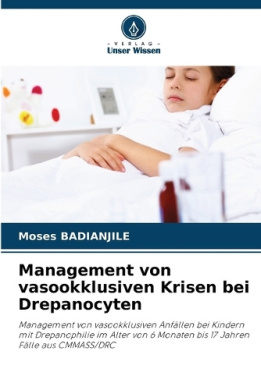 · VERLAG ·
Unser Wissen
Moses BADIANJILE
Management von
vasookklusiven Krisen bei
Drepanocyten
Management von vasookklusiven Anfällen bei Kindern
mit Drepanophilie im Alter von 6 Monaten bis 17 Jahren
Fälle aus CMMASS/DRC